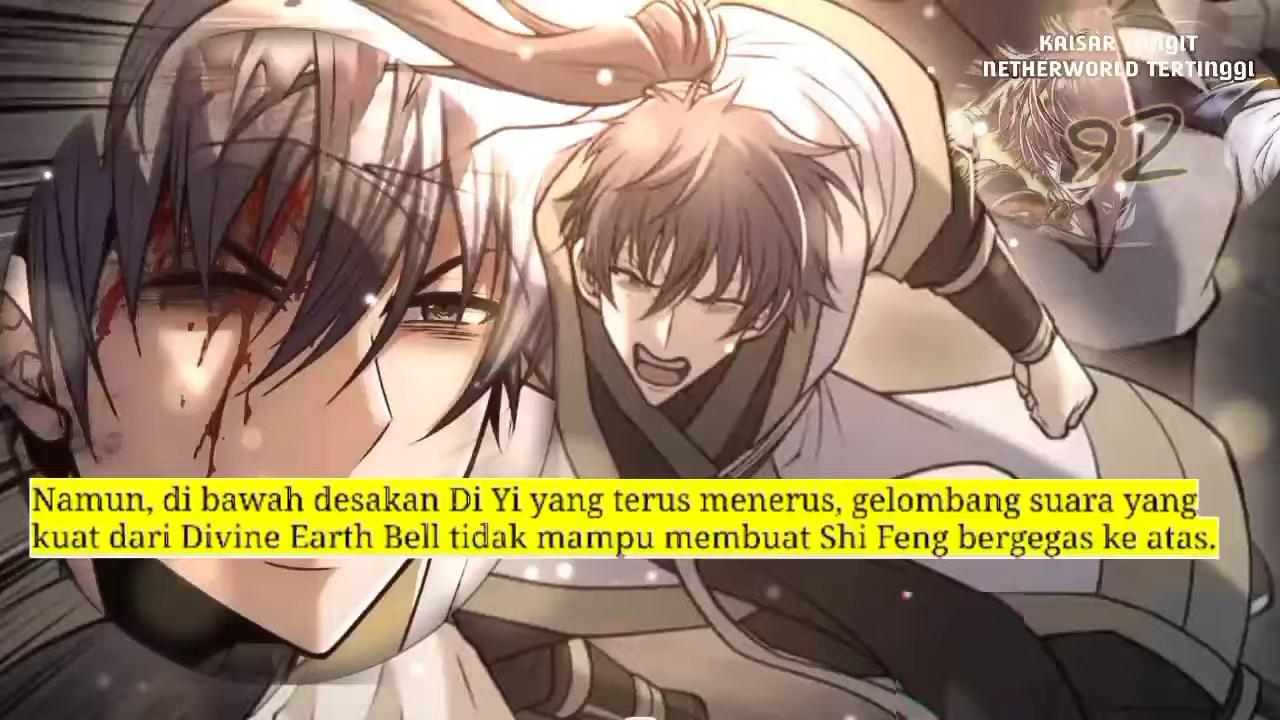 KAISAR LANGIT
NETHERWORLD TERTINGGI
92
Namun, di bawah desakan Di Yi yang terus menerus, gelombang suara yang
kuat dari Divine Earth Bell tidak mampu membuat Shi Feng bergegas ke atas.